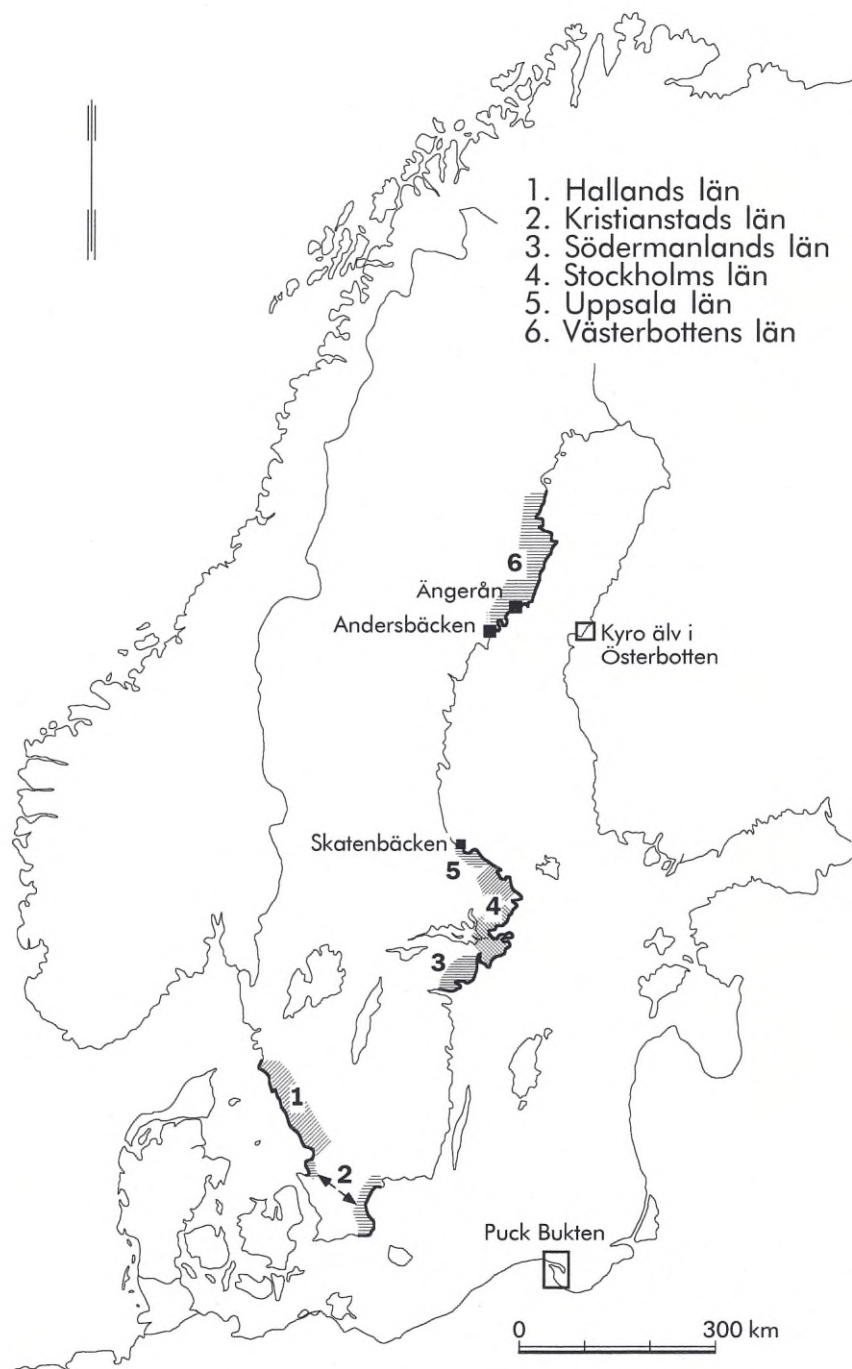 1. Hallands län
2. Kristianstads län
3. Södermanlands län
4. Stockholms län
5. Uppsala län
6. Västerbottens län
6
Ängerån
Andersbäcken
Kyro älv i
Österbotten
Skatenbäcken
5
4
3
1
2
Puck Bukten
0 300 km